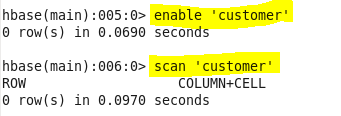 hbase(main):005:0> enable 'customer'
0 row(s) in 0.0690 seconds
hbase(main):006:0> scan 'customer'
ROW COLUMN+CELL
0 row(s) in 0.0970 seconds